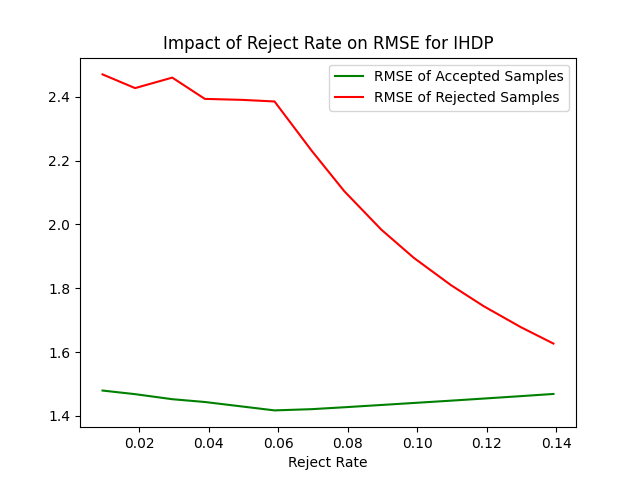 Impact of Reject Rate on RMSE for IHDP
RMSE of Accepted Samples
RMSE of Rejected Samples
2.4
2.2
2.0
1.8
1.6
1.4
0.02 0.04 0.06 0.08 0.10 0.12 0.14
Reject Rate